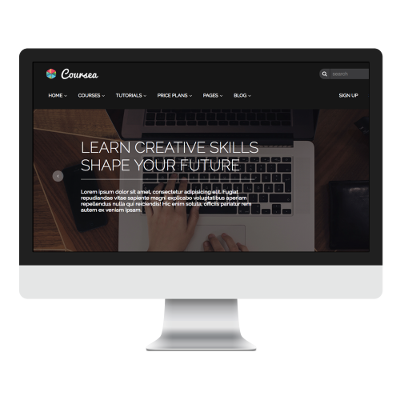 Coursea
search
HOME COURSES TUTORIALS PRICE PLANS PAGES BLOG SIGN UP
LEARN CREATIVE SKILLS
SHAPE YOUR FUTURE
Lorem ipsum dolor sit amet, consectetur adipisicing elit. Fugiat
repudiandae vitae sapiente magni explicabo voluptatibus aperiam
repellendus nulla qui reiciendis! Hic enim soluta, officiis pariatur rem
autem ex veniam ipsam.